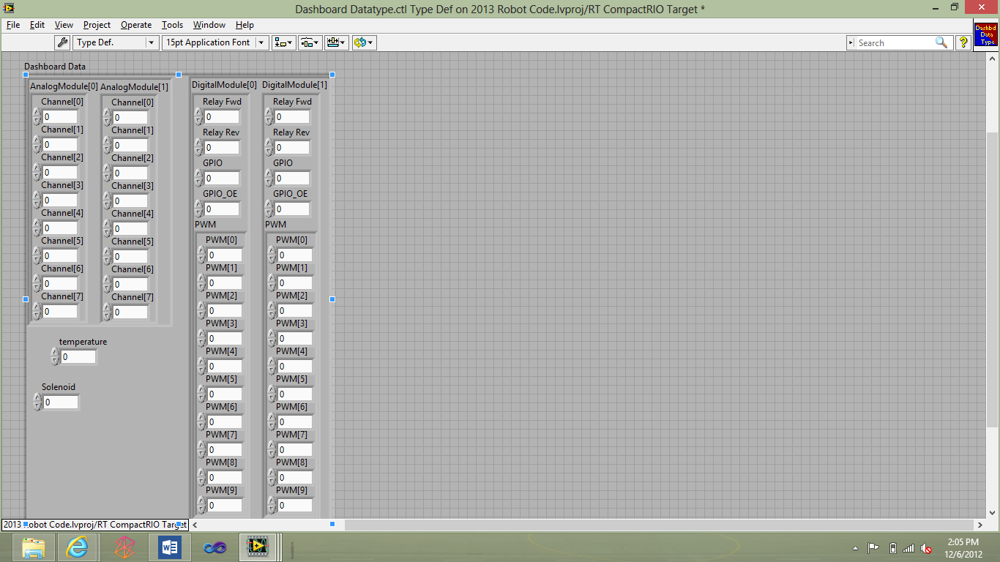 Dashboard Datatype.ctl Type Def on 2013 Robot Code.lvproj/RT CompactRIO Target *
File Edit View Project Operate Tools Window Help
Type Def. 15pt Application Font Search
Dashbd
Data
Type
Dashboard Data
AnalogModule[0] AnalogModule[1] DigitalModule[0] DigitalModule[1]
Channel[0] Channel[0] Relay Fwd Relay Fwd
0 0 0 0
Channel[1] Channel[1] Relay Rev Relay Rev
0 0 0 0
Channel[2] Channel[2] GPIO GPIO
0 0 0 0
Channel[3] Channel[3] GPIO_OE GPIO_OE
0 0 0 0
Channel[4] Channel[4] PWM PWM
0 0 PWM[0] PWM[0]
Channel[5] Channel[5] 0 0
0 0 PWM[1] PWM[1]
Channel[6] Channel[6] 0 0
0 0 PWM[2] PWM[2]
Channel[7] Channel[7] 0 0
0 0 PWM[3] PWM[3]
temperature 0 0
0 PWM[4] PWM[4]
0 0
Solenoid PWM[5] PWM[5]
0 0 0
PWM[6] PWM[6]
0 0
PWM[7] PWM[7]
0 0
PWM[8] PWM[8]
0 0
PWM[9] PWM[9]
0 0
2013 Robot Code.lvproj/RT CompactRIO Target
2:05 PM
12/6/2012